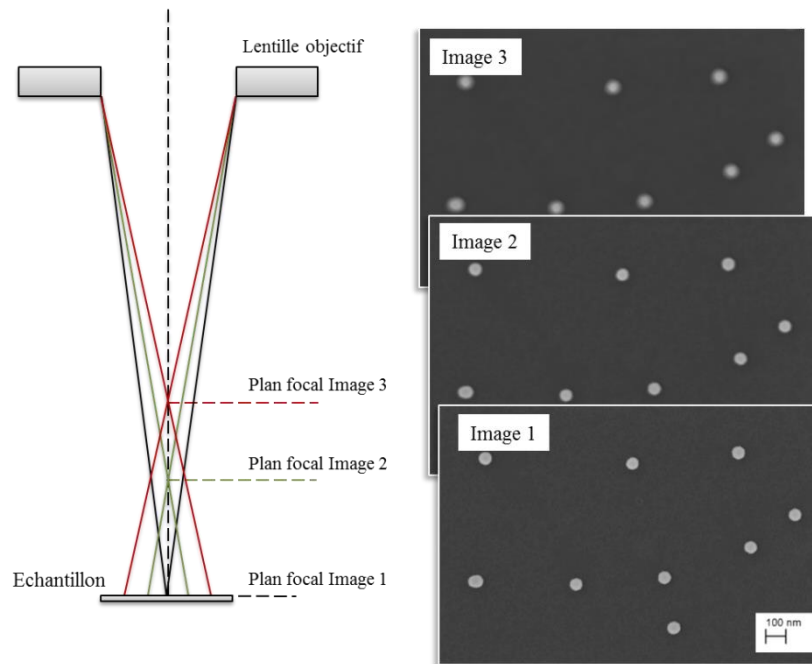 Lentille objectif
Plan focal Image 3
Plan focal Image 2
Echantillon
Plan focal Image 1
Image 3
Image 2
Image 1
100 nm